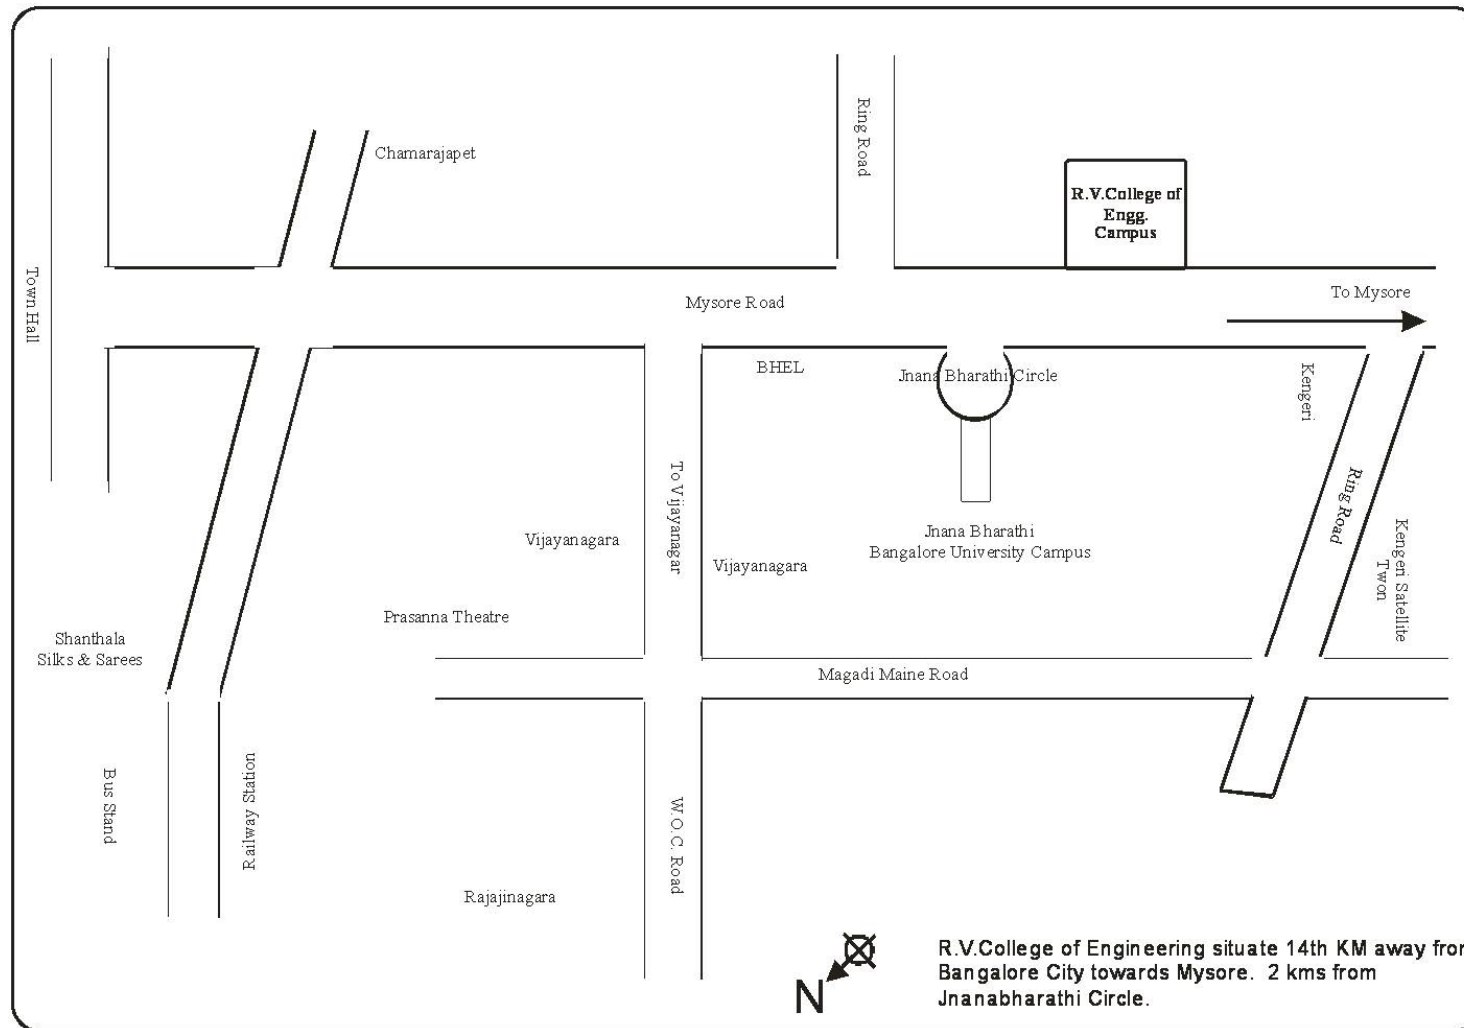 Chamarajapet
Ring Road
R.V.College of
Engg.
Campus
Town Hall
Mysore Road
To Mysore
BHEL
Jnana Bharathi Circle
Kengeri
To Vijayanagar
Ring Road
Vijayanagara
Vijayanagara
Jnana Bharathi
Bangalore University Campus
Kengeri Satellite
Twon
Prasanna Theatre
Shanthala
Silks & Sarees
Magadi Maine Road
Bus Stand
Railway Station
W.O.C. Road
Rajajinagara
N
R.V.College of Engineering situate 14th KM away fror
Bangalore City towards Mysore. 2 kms from
Jnanabharathi Circle.